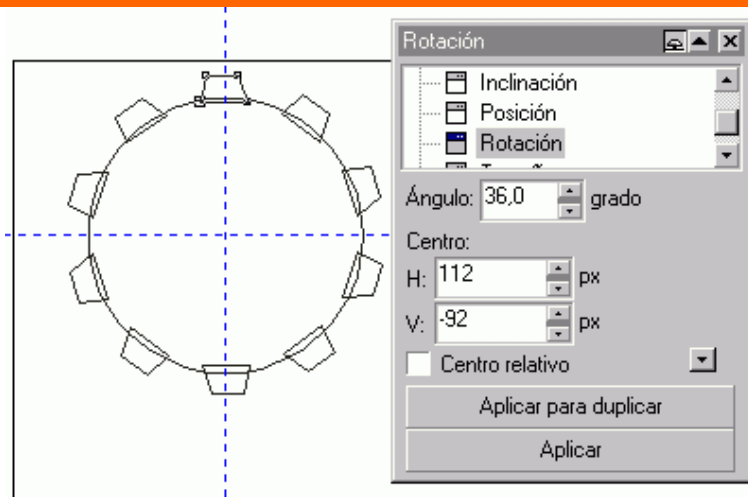 Rotación
Inclinación
Posición
Rotación
Ángulo: 36,0 grado
Centro:
H: 112 px
V: -92 px
Centro relativo
Aplicar para duplicar
Aplicar